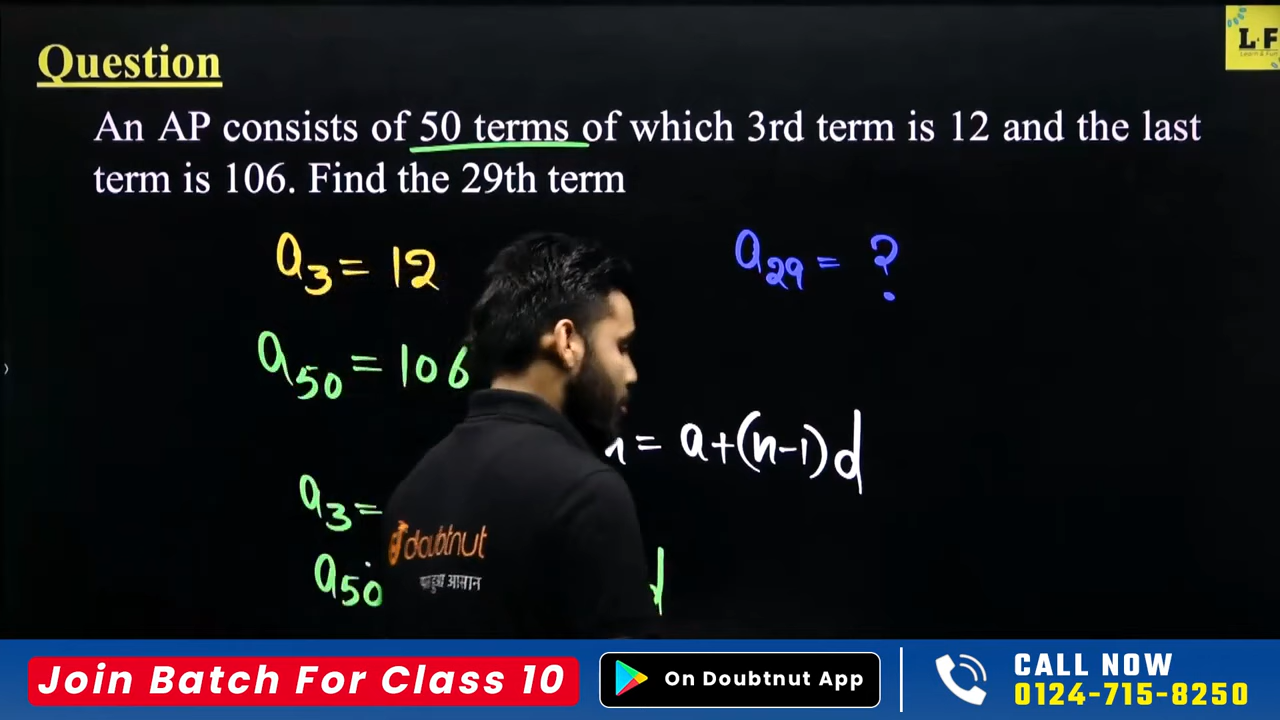 Question
L·F
An AP consists of 50 terms of which 3rd term is 12 and the last
term is 106. Find the 29th term
a3 = 12
a29 = ?
a50 = 106
= a+(n-1)d
a3 =
doubtnut
a50
d
Join Batch For Class 10
On Doubtnut App
CALL NOW
0124-715-8250